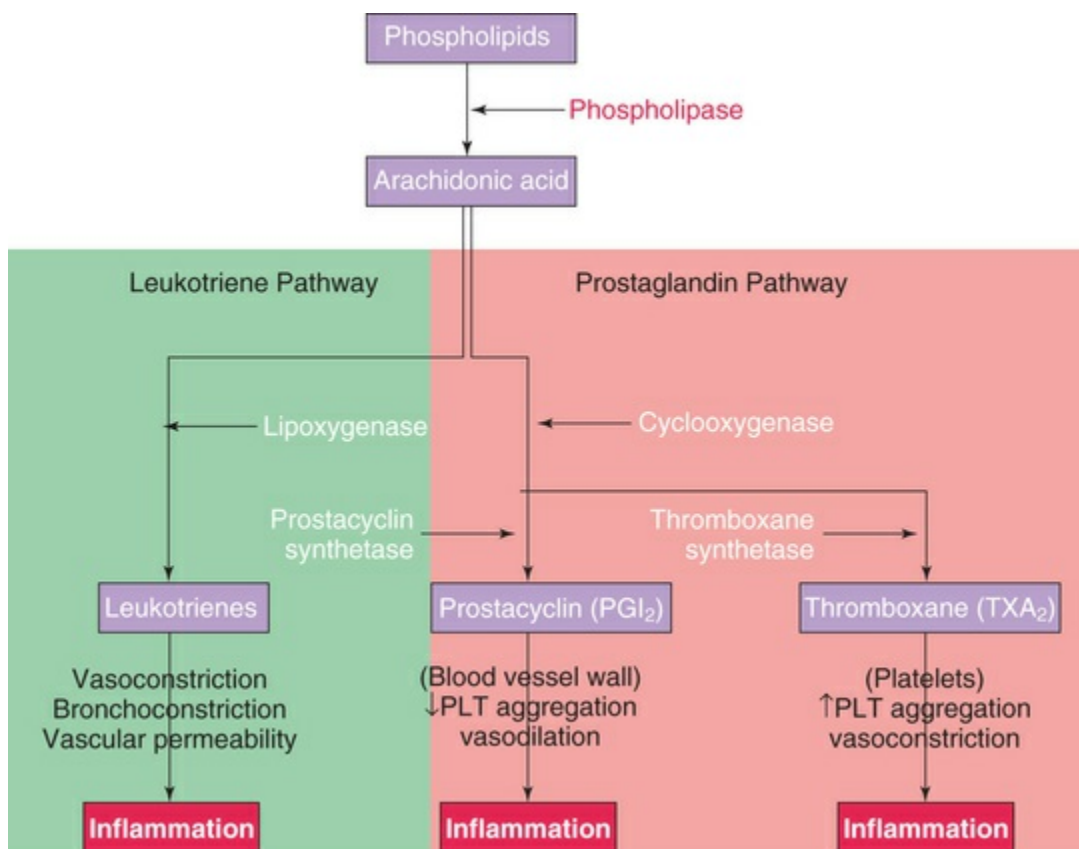 Phospholipids
Phospholipase
Arachidonic acid
Leukotriene Pathway
Prostaglandin Pathway
Lipoxygenase
Cyclooxygenase
Prostacyclin
synthetase
Thromboxane
synthetase
Leukotrienes
Prostacyclin (PGI₂)
Thromboxane (TXA₂)
Vasoconstriction
Bronchoconstriction
Vascular permeability
(Blood vessel wall)
↓PLT aggregation
vasodilation
(Platelets)
↑PLT aggregation
vasoconstriction
Inflammation
Inflammation
Inflammation